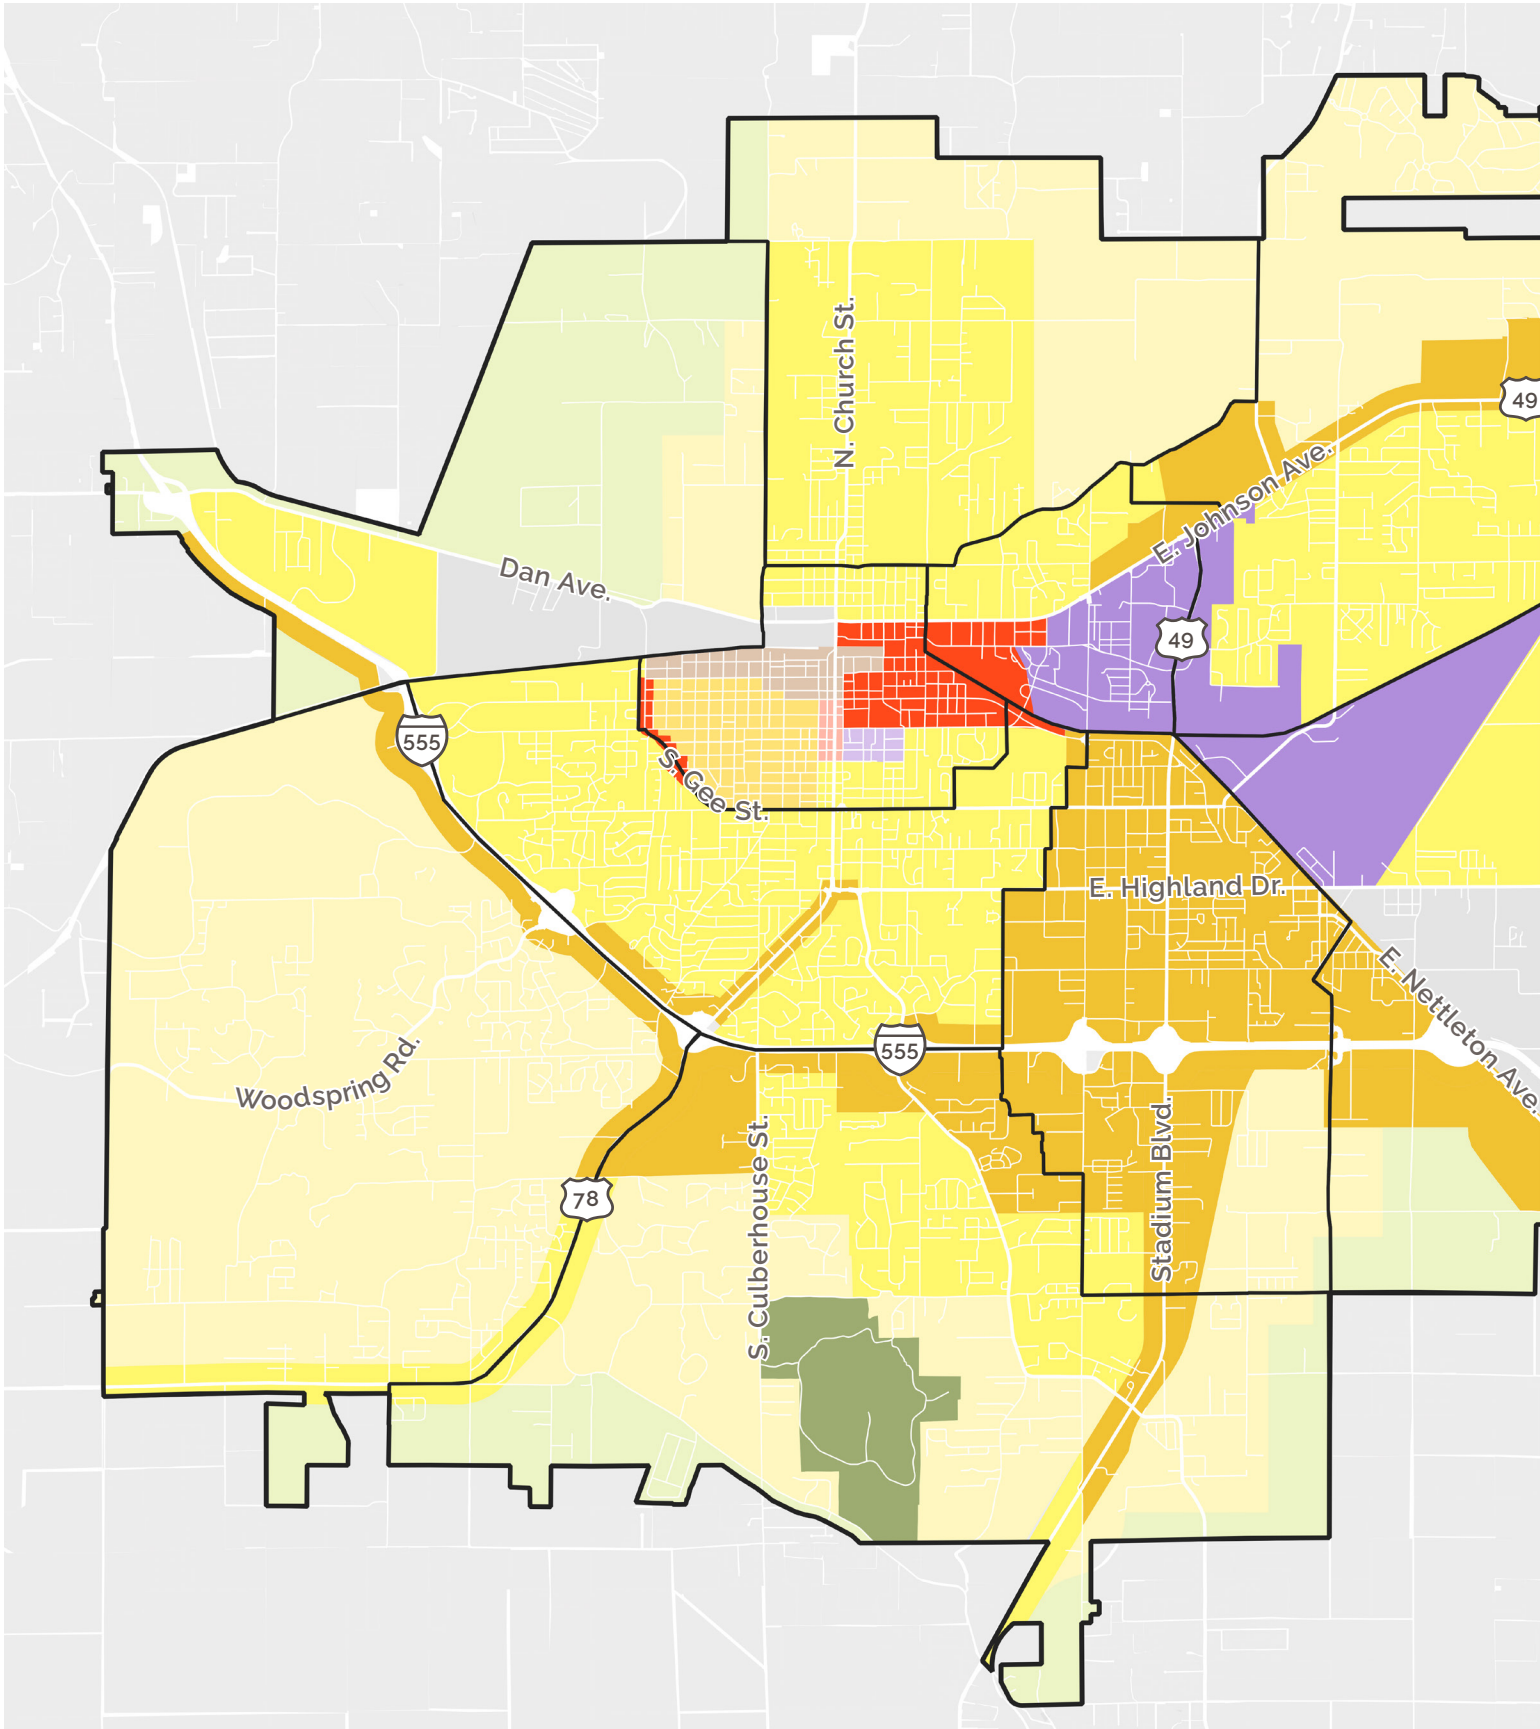 N. Church St.
49
E. Johnson Ave.
Dan Ave.
49
555
S. Gee St.
E. Highland Dr.
E. Nettleton Ave.
555
Woodspring Rd.
Stadium Blvd.
78
S. Culberhouse St.